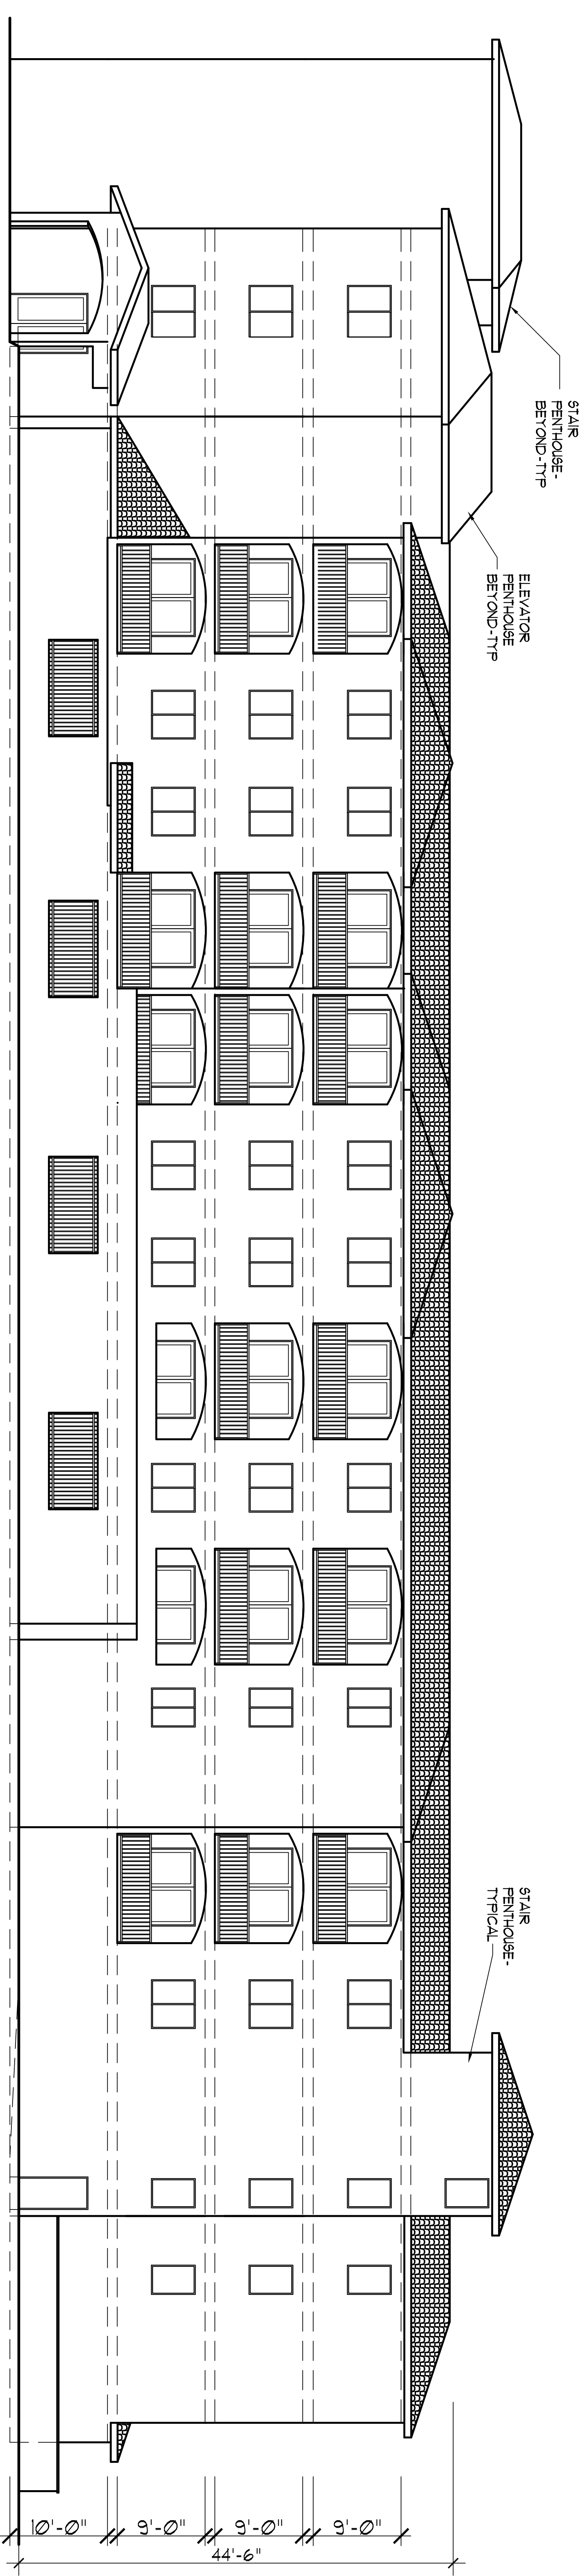 STAIR
PENTHOUSE-
BEYOND-TYP
ELEVATOR
PENTHOUSE
BEYOND-TYP
STAIR
PENTHOUSE-
TYPICAL
10'-0"
9'-0"
9'-0"
9'-0"
44'-6"